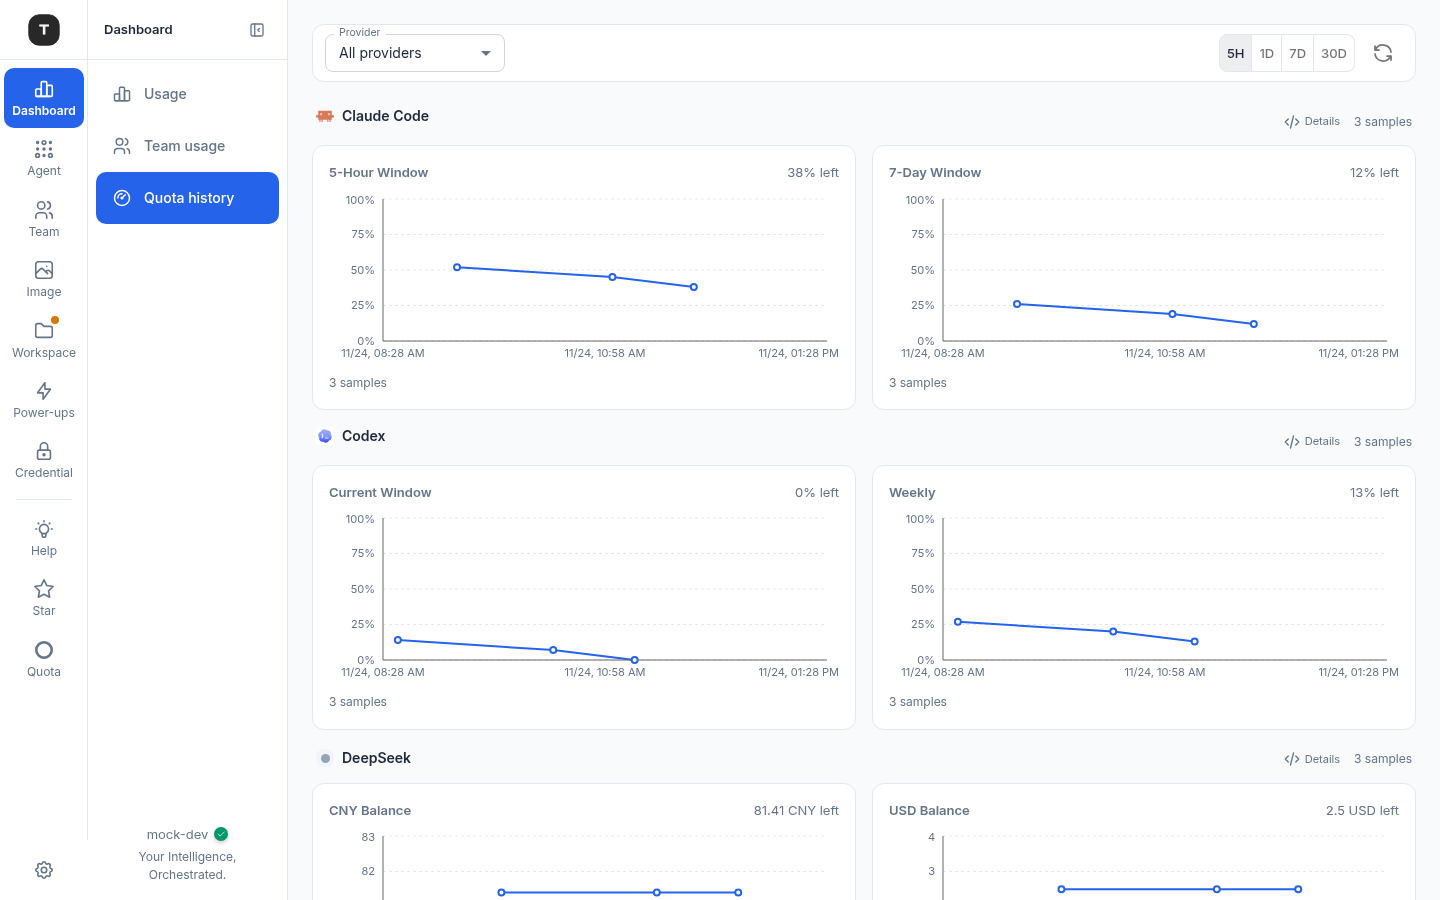 T
Dashboard
Agent
Team
Image
Workspace
Power-ups
Credential
Help
Star
Quota
Dashboard
Usage
Team usage
Quota history
mock-dev
Your Intelligence,
Orchestrated.
Provider
All providers
5H 1D 7D 30D
Claude Code
Details 3 samples
5-Hour Window 38% left
100%
75%
50%
25%
0%
11/24, 08:28 AM 11/24, 10:58 AM 11/24, 01:28 PM
3 samples
7-Day Window 12% left
100%
75%
50%
25%
0%
11/24, 08:28 AM 11/24, 10:58 AM 11/24, 01:28 PM
3 samples
Codex
Details 3 samples
Current Window 0% left
100%
75%
50%
25%
0%
11/24, 08:28 AM 11/24, 10:58 AM 11/24, 01:28 PM
3 samples
Weekly 13% left
100%
75%
50%
25%
0%
11/24, 08:28 AM 11/24, 10:58 AM 11/24, 01:28 PM
3 samples
DeepSeek
Details 3 samples
CNY Balance 81.41 CNY left
83
82
USD Balance 2.5 USD left
4
3